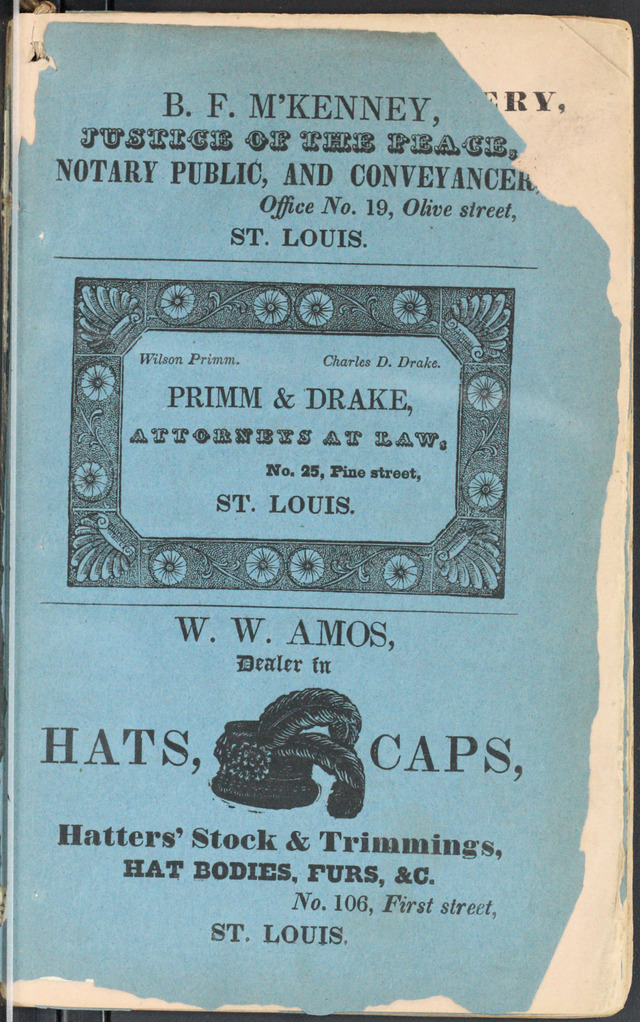 ERY,
B. F. M'KENNEY,
JUSTICE OF THE PEACE,
NOTARY PUBLIC, AND CONVEYANCER,
Office No. 19, Olive street,
ST. LOUIS.
Wilson Primm. Charles D. Drake.
PRIMM & DRAKE,
ATTORNEYS AT LAW,
No. 25, Pine street,
ST. LOUIS.
W. W. AMOS,
Dealer in
HATS, CAPS,
Hatters' Stock & Trimmings,
HAT BODIES, FURS, &C.
No. 106, First street,
ST. LOUIS.